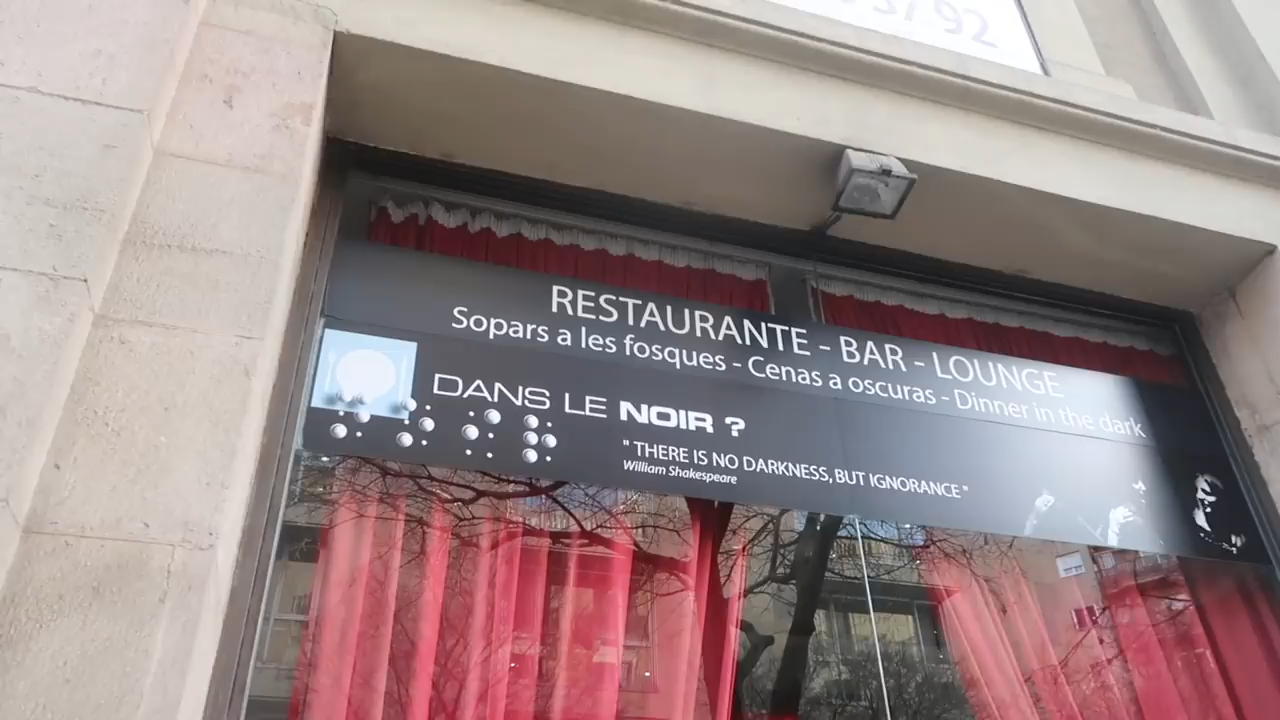 92
RESTAURANTE - BAR - LOUNGE
Sopars a les fosques - Cenas a oscuras - Dinner in the dark
DANS LE NOIR ?
" THERE IS NO DARKNESS, BUT IGNORANCE "
William Shakespeare